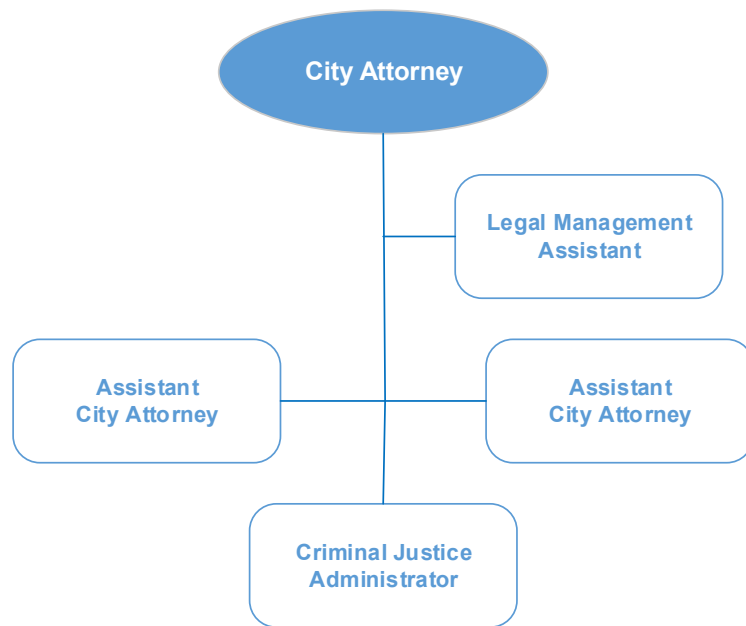 City Attorney
Legal Management
Assistant
Assistant
City Attorney
Assistant
City Attorney
Criminal Justice
Administrator